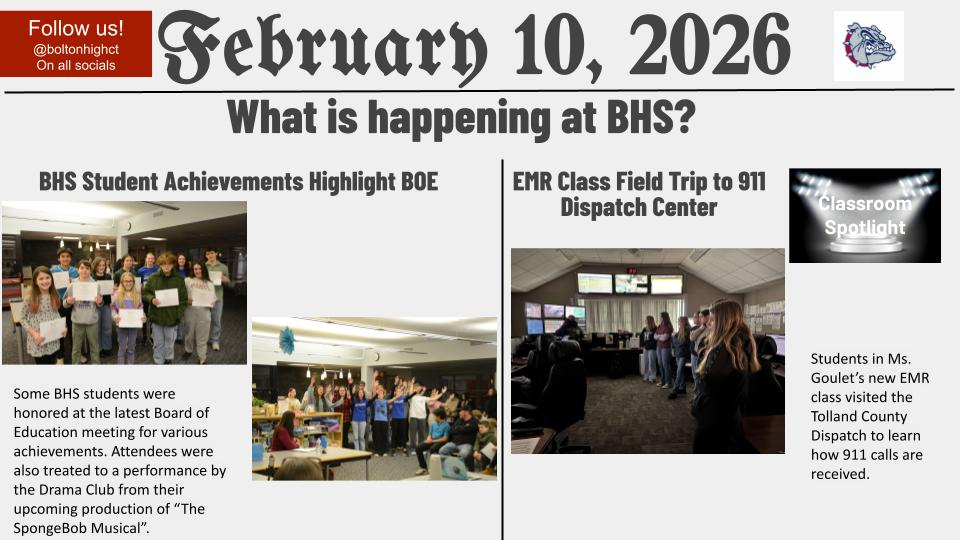 Follow us!
@boltonhighct
On all socials
February 10, 2026
What is happening at BHS?
BHS Student Achievements Highlight BOE
Some BHS students were
honored at the latest Board of
Education meeting for various
achievements. Attendees were
also treated to a performance by
the Drama Club from their
upcoming production of “The
SpongeBob Musical”.
EMR Class Field Trip to 911
Dispatch Center
Classroom
Spotlight
Students in Ms.
Goulet’s new EMR
class visited the
Tolland County
Dispatch to learn
how 911 calls are
received.